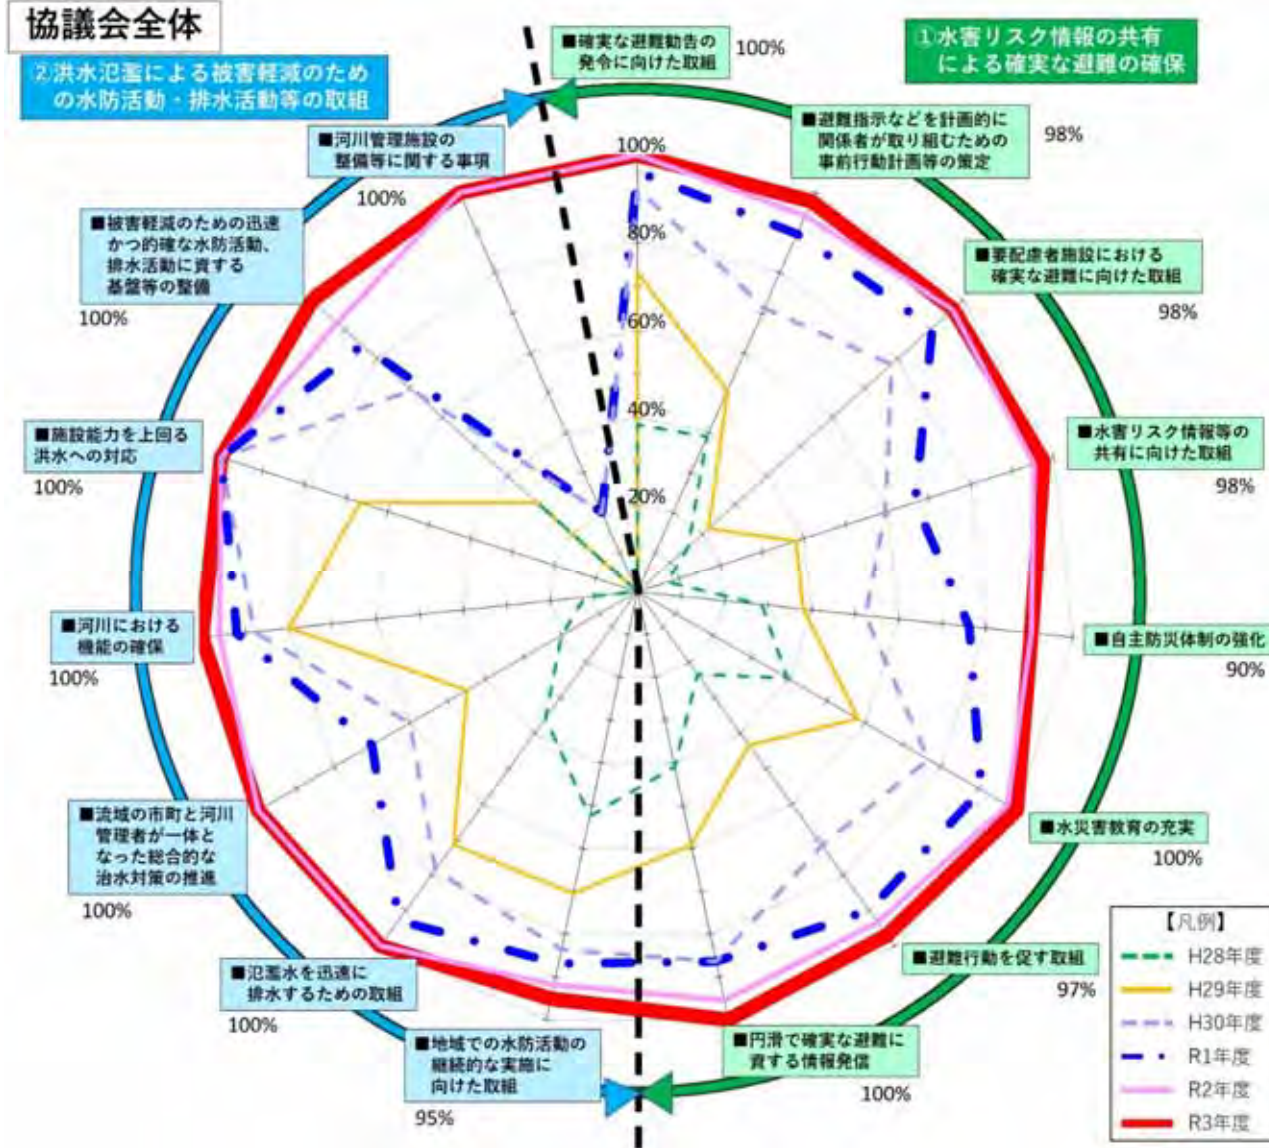 協議会全体
②洪水氾濫による被害軽減のため
の水防活動・排水活動等の取組
①水害リスク情報の共有
による確実な避難の確保
■確実な避難勧告の
発令に向けた取組
100%
■避難指示などを計画的に
関係者が取り組むための
事前行動計画等の策定
98%
■要配慮者施設における
確実な避難に向けた取組
98%
■水害リスク情報等の
共有に向けた取組
98%
■自主防災体制の強化
90%
■水災害教育の充実
100%
■避難行動を促す取組
97%
■円滑で確実な避難に
資する情報発信
100%
■地域での水防活動の
継続的な実施に
向けた取組
95%
■氾濫水を迅速に
排水するための取組
100%
■流域の市町と河川
管理者が一体と
なった総合的な
治水対策の推進
100%
■河川における
機能の確保
100%
■施設能力を上回る
洪水への対応
100%
■被害軽減のための迅速
かつ的確な水防活動、
排水活動に資する
基盤等の整備
100%
■河川管理施設の
整備等に関する事項
100%
100%
80%
60%
40%
20%
【凡例】
H28年度
H29年度
H30年度
R1年度
R2年度
R3年度